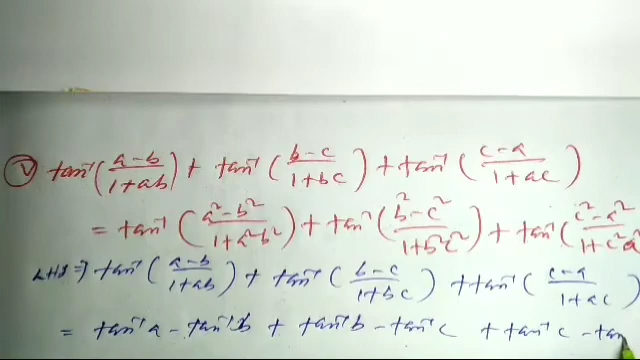 (v) tan⁻¹(a-b/1+ab) + tan⁻¹(b-c/1+bc) + tan⁻¹(c-a/1+ac)
= tan⁻¹(a²-b²/1+a²b²) + tan⁻¹(b²-c²/1+b²c²) + tan⁻¹(c²-a²/1+c²a²
LHS ⇒ tan⁻¹(a-b/1+ab) + tan⁻¹(b-c/1+bc) + tan⁻¹(c-a/1+ac)
= tan⁻¹a - tan⁻¹b + tan⁻¹b - tan⁻¹c + tan⁻¹c - tan